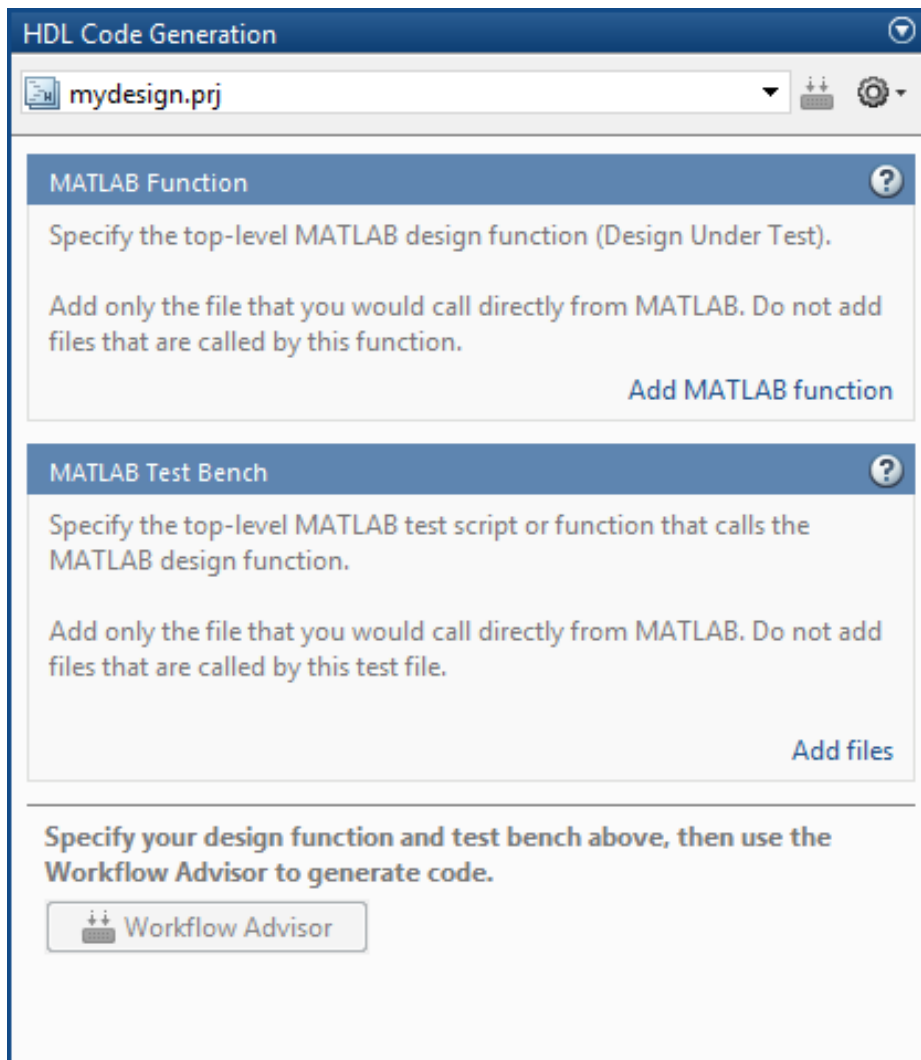 HDL Code Generation
mydesign.prj
MATLAB Function
Specify the top-level MATLAB design function (Design Under Test).
Add only the file that you would call directly from MATLAB. Do not add
files that are called by this function.
Add MATLAB function
MATLAB Test Bench
Specify the top-level MATLAB test script or function that calls the
MATLAB design function.
Add only the file that you would call directly from MATLAB. Do not add
files that are called by this test file.
Add files
Specify your design function and test bench above, then use the
Workflow Advisor to generate code.
Workflow Advisor